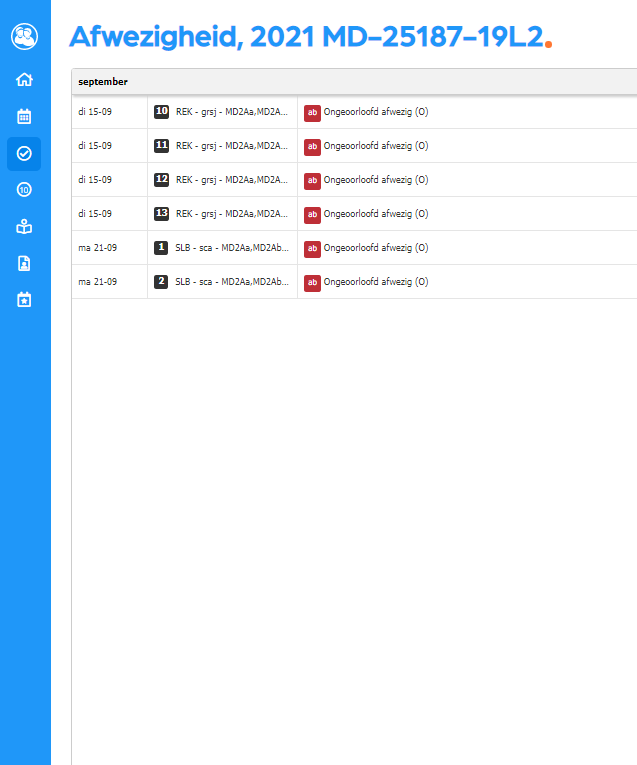 Afwezigheid, 2021 MD-25187-19L2.
september
di 15-09 10 REK - grsj - MD2Aa,MD2A... ab Ongeoorloofd afwezig (O)
di 15-09 11 REK - grsj - MD2Aa,MD2A... ab Ongeoorloofd afwezig (O)
di 15-09 12 REK - grsj - MD2Aa,MD2A... ab Ongeoorloofd afwezig (O)
di 15-09 13 REK - grsj - MD2Aa,MD2A... ab Ongeoorloofd afwezig (O)
ma 21-09 1 SLB - sca - MD2Aa,MD2Ab... ab Ongeoorloofd afwezig (O)
ma 21-09 2 SLB - sca - MD2Aa,MD2Ab... ab Ongeoorloofd afwezig (O)
10